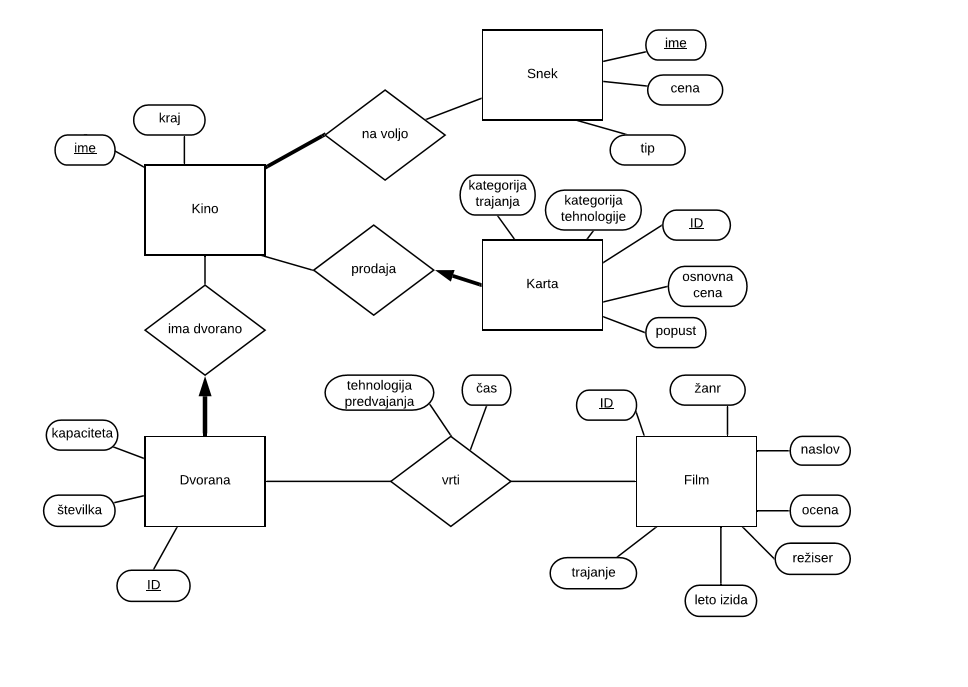 ime
Snek
cena
kraj
na voljo
ime
tip
kategorija
trajanja
kategorija
tehnologije
Kino
ID
prodaja
osnovna
cena
Karta
ima dvorano
popust
tehnologija
predvajanja
čas
žanr
ID
kapaciteta
naslov
Dvorana
vrti
Film
številka
ocena
režiser
trajanje
ID
leto izida